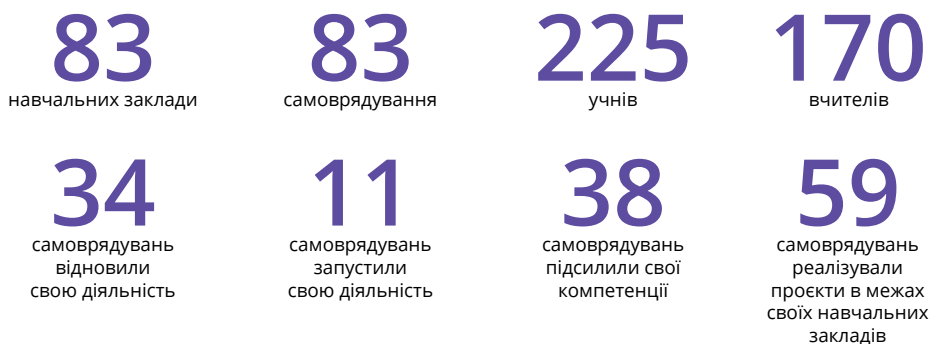 83
навчальних заклади
83
самоврядування
225
учнів
170
вчителів
34
самоврядувань
відновили
свою діяльність
11
самоврядувань
запустили
свою діяльність
38
самоврядувань
підсилили свої
компетенції
59
самоврядувань
реалізували
проєкти в межах
своїх навчальних
закладів